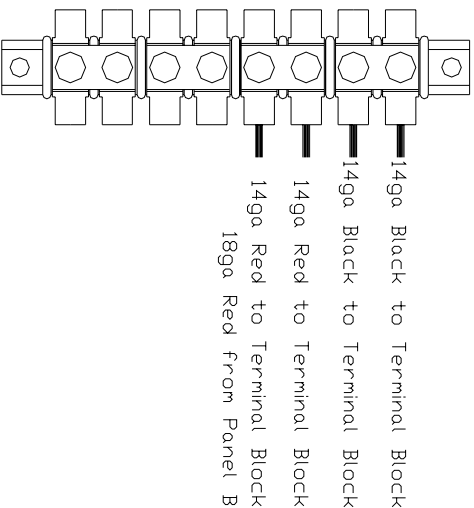 14ga Black to Terminal Block
14ga Black to Terminal Block
14ga Red to Terminal Block
14ga Red to Terminal Block
18ga Red from Panel B